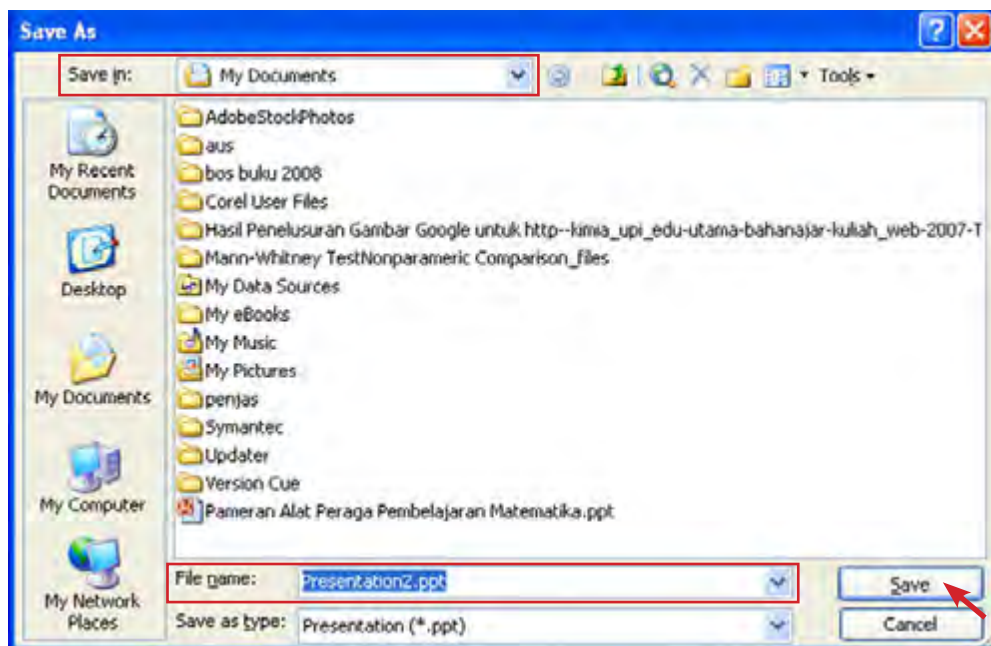 Save As
Save in:
My Documents
Tools
My Recent
Documents
Desktop
My Documents
My Computer
My Network
Places
AdobeStockPhotos
aus
bos buku 2008
Corel User Files
Hasil Penelusuran Gambar Google untuk http--kimia_upi_edu-utama-bahanajar-kuliah_web-2007-T
Mann-Whitney TestNonparameric Comparison_files
My Data Sources
My eBooks
My Music
My Pictures
penjas
Symantec
Updater
Version Cue
Pameran Alat Peraga Pembelajaran Matematika.ppt
File name:
Presentation2.ppt
Save
Save as type:
Presentation (*.ppt)
Cancel